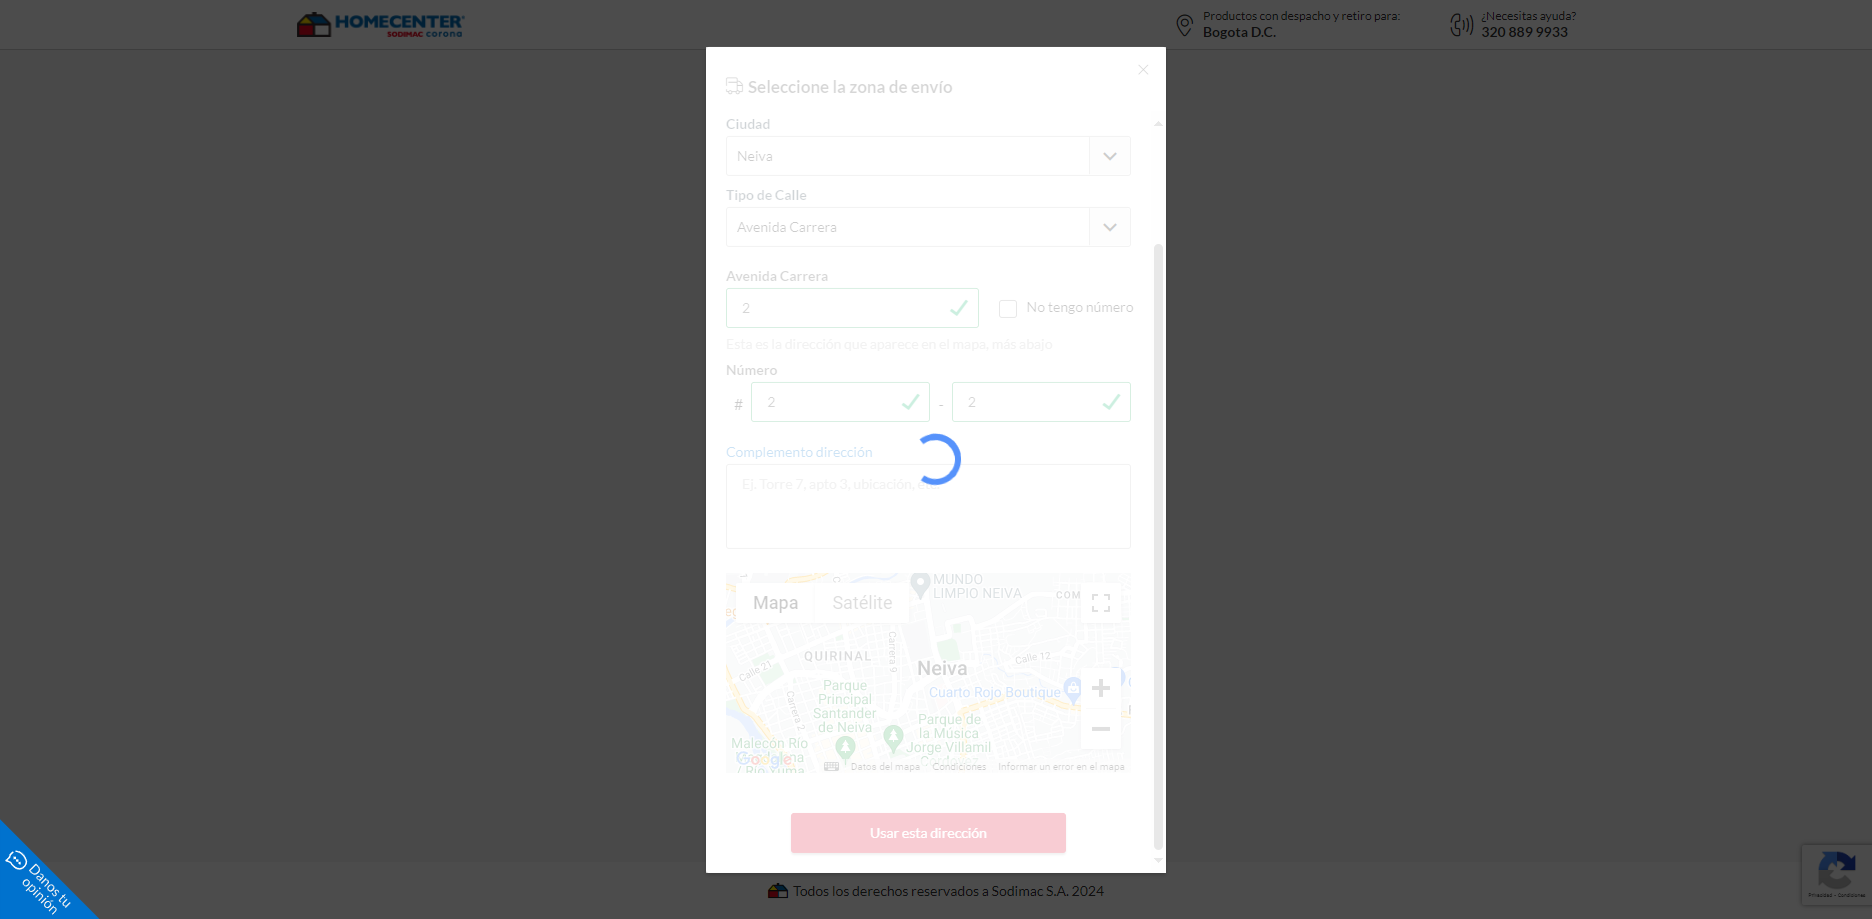 HOMECENTER
SODIMAC corona
Productos con despacho y retiro para:
Bogota D.C.
¿Necesitas ayuda?
320 889 9933
Seleccione la zona de envío
Ciudad
Neiva
Tipo de Calle
Avenida Carrera
Avenida Carrera
2
No tengo número
Esta es la dirección que aparece en el mapa, más abajo
Número
# 2 - 2
Complemento dirección
Ej. Torre 7, apto 3, ubicación,
Mapa
Satélite
MUNDO
LIMPIO NEIVA
COM
QUIRINAL
Carrera 9
Calle 21
Carrera 2
Neiva
Calle 12
Cuarto Rojo Boutique
Parque
Principal
Santander
de Neiva
Parque de
la Música
Jorge Villamil
Malecón Río
Google
Datos del mapa
Condiciones
Informar un error en el mapa
Usar esta dirección
Danos tu
opinión
Todos los derechos reservados a Sodimac S.A. 2024
Privacidad - Condiciones